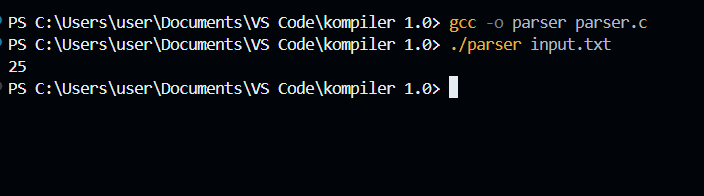 PS C:\Users\user\Documents\VS Code\kompiler 1.0> gcc -o parser parser.c
PS C:\Users\user\Documents\VS Code\kompiler 1.0> ./parser input.txt
25
PS C:\Users\user\Documents\VS Code\kompiler 1.0>